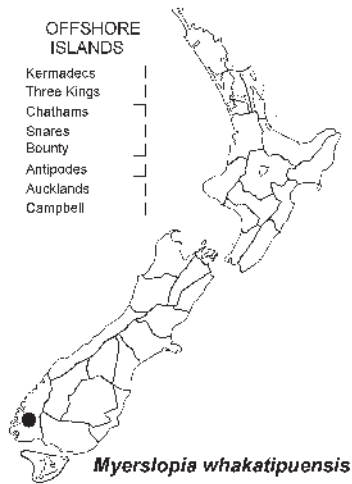 OFFSHORE
ISLANDS
Kermadecs
Three Kings
Chathams
Snares
Bounty
Antipodes
Aucklands
Campbell
Myerslopia whakatipuensis